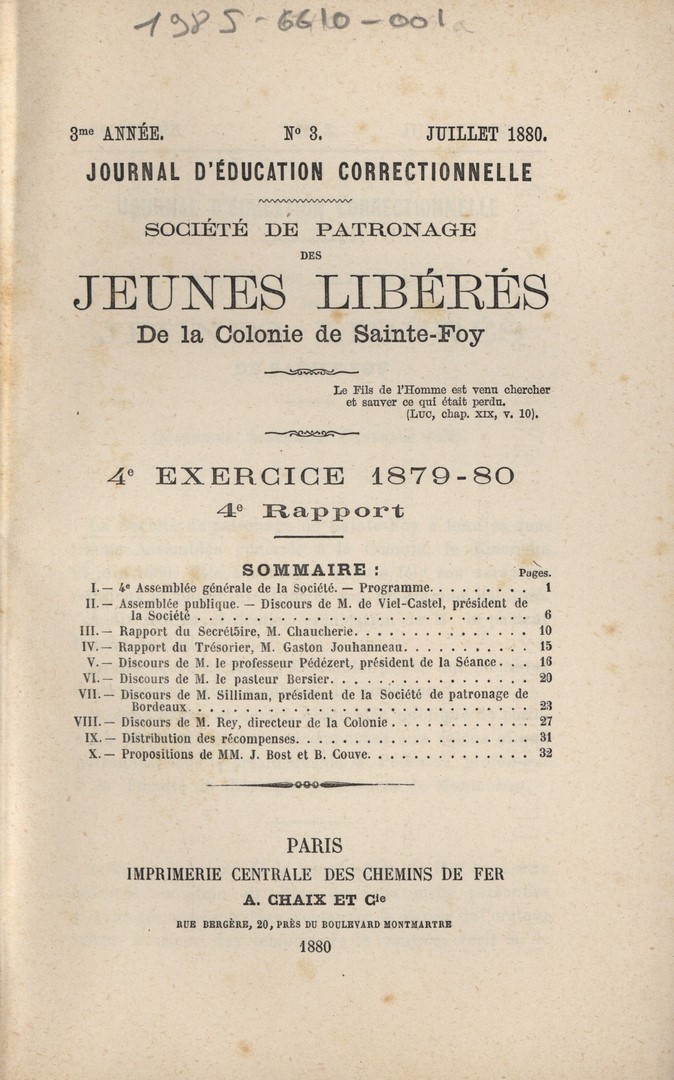 1985-6610-001
3me ANNÉE. No 3. JUILLET 1880.
JOURNAL D'ÉDUCATION CORRECTIONNELLE
SOCIÉTÉ DE PATRONAGE
DES
JEUNES LIBÉRÉS
De la Colonie de Sainte-Foy
Le Fils de l'Homme est venu chercher
et sauver ce qui était perdu.
(LUC, chap. XIX, v. 10).
4e EXERCICE 1879-80
4e Rapport
SOMMAIRE : Pages.
I. — 4e Assemblée générale de la Société. — Programme. . . . . . . . . 1
II. — Assemblée publique. — Discours de M. de Viel-Castel, président de
la Société . . . . . . . . . . . . . . . . . . . . . . . . . . . . 6
III. — Rapport du Secrét5ire, M. Chaucherie. . . . . . . . . . . . . . . 10
IV. — Rapport du Trésorier, M. Gaston Jouhanneau. . . . . . . . . . . 15
V. — Discours de M. le professeur Pédézert, président de la Séance. . . 16
VI. — Discours de M. le pasteur Bersier. . . . . . . . . . . . . . . . . 20
VII. — Discours de M. Silliman, président de la Société de patronage de
Bordeaux. . . . . . . . . . . . . . . . . . . . . . . . . . . . . 23
VIII. — Discours de M. Rey, directeur de la Colonie . . . . . . . . . . . 27
IX. — Distribution des récompenses. . . . . . . . . . . . . . . . . . . 31
X. — Propositions de MM. J. Bost et B. Couve. . . . . . . . . . . . . 32
PARIS
IMPRIMERIE CENTRALE DES CHEMINS DE FER
A. CHAIX ET Cie
RUE BERGÈRE, 20, PRÈS DU BOULEVARD MONTMARTRE
1880